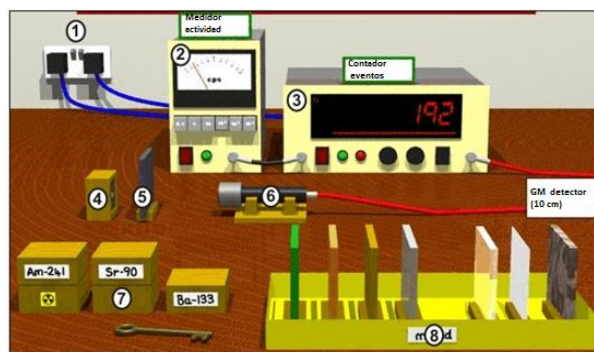 1
Medidor
actividad
2
cps
Contador
eventos
3
192
4
5
6
GM detector
(10 cm)
Am-241
Sr-90
7
Ba-133
8